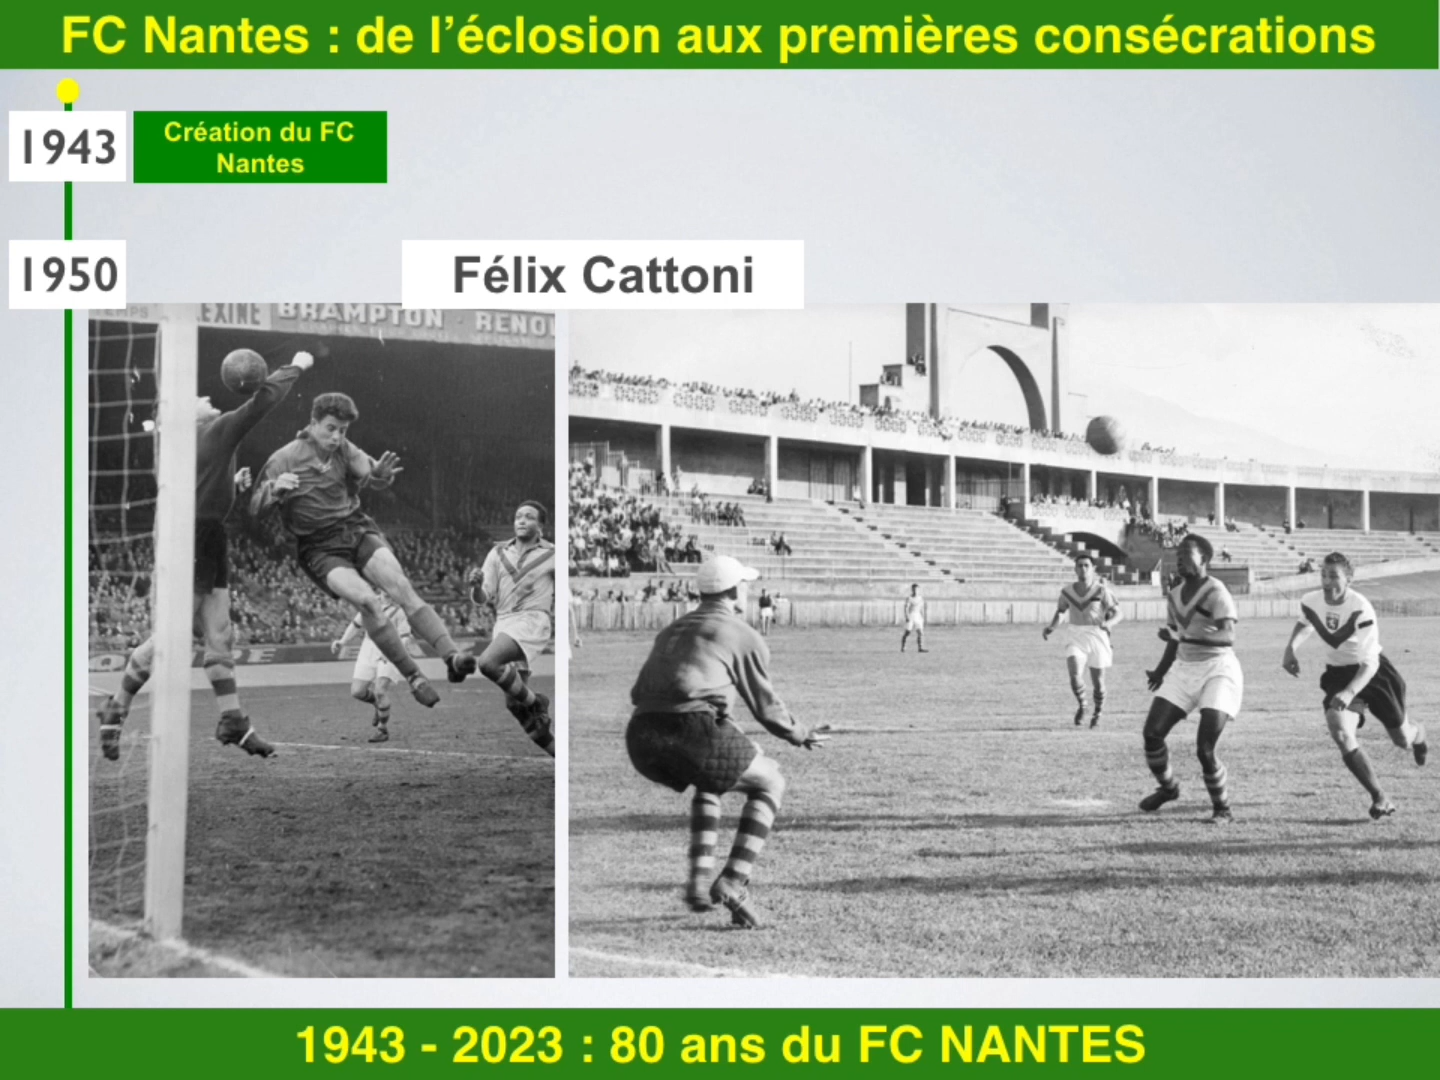 FC Nantes : de l’éclosion aux premières consécrations
1943
Création du FC
Nantes
1950
Félix Cattoni
BRAMPTON
1943 - 2023 : 80 ans du FC NANTES